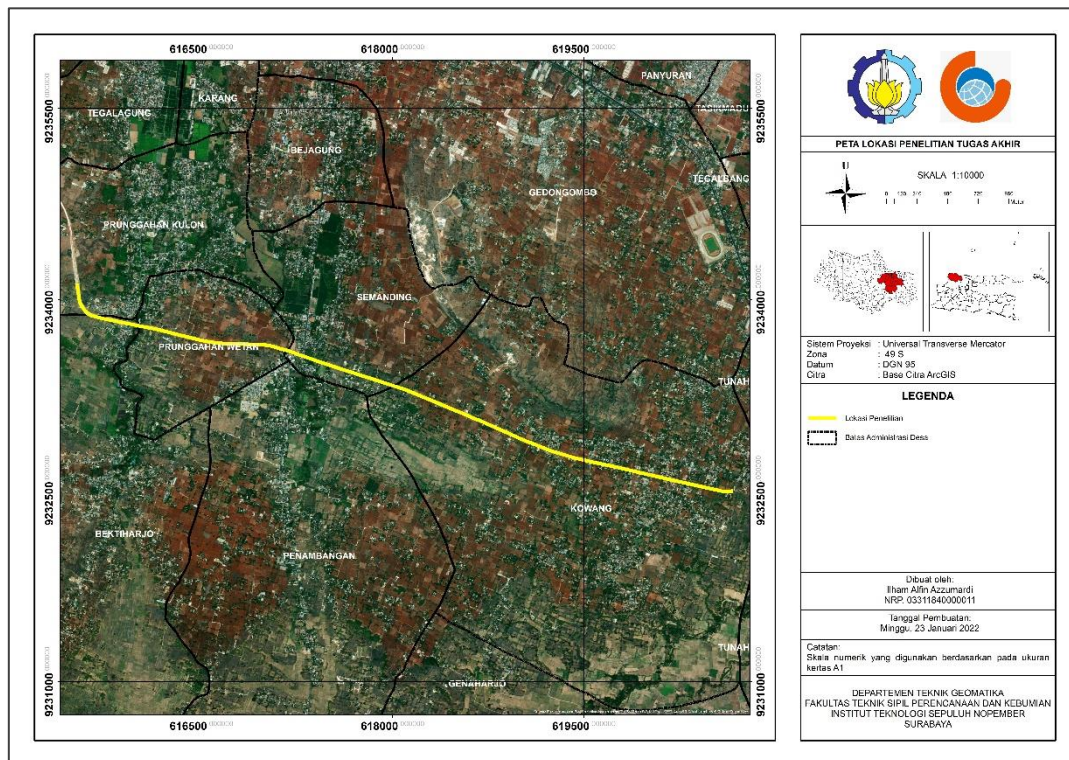 616500
618000
619500
9235500
9235500
9234000
9234000
9232500
9232500
9231000
9231000
616500
618000
619500
PANYURAN
KARANG
TEGALAGUNG
TASIKMADU
BEJAGUNG
TEGALBANG
GEDONGOMBO
PRUNGGAHAN KULON
SEMANDING
PRUNGGAHAN WETAN
TUNAH
KOWANG
BEKTIHARJO
PENAMBANGAN
TUNAH
GENAHARJO
PETA LOKASI PENELITIAN TUGAS AKHIR
U
SKALA 1:10000
Sistem Proyeksi : Universal Transverse Mercator
Zona : 49 S
Datum : DGN 95
Citra : Base Citra ArcGIS
LEGENDA
Lokasi Penelitian
Batas Administrasi Desa
Dibuat oleh:
Ilham Alfin Azzumardi
NRP. 03311840000011
Tanggal Pembuatan:
Minggu, 23 Januari 2022
Catatan:
Skala numerik yang digunakan berdasarkan pada ukuran
kertas A1
DEPARTEMEN TEKNIK GEOMATIKA
FAKULTAS TEKNIK SIPIL PERENCANAAN DAN KEBUMIAN
INSTITUT TEKNOLOGI SEPULUH NOPEMBER
SURABAYA